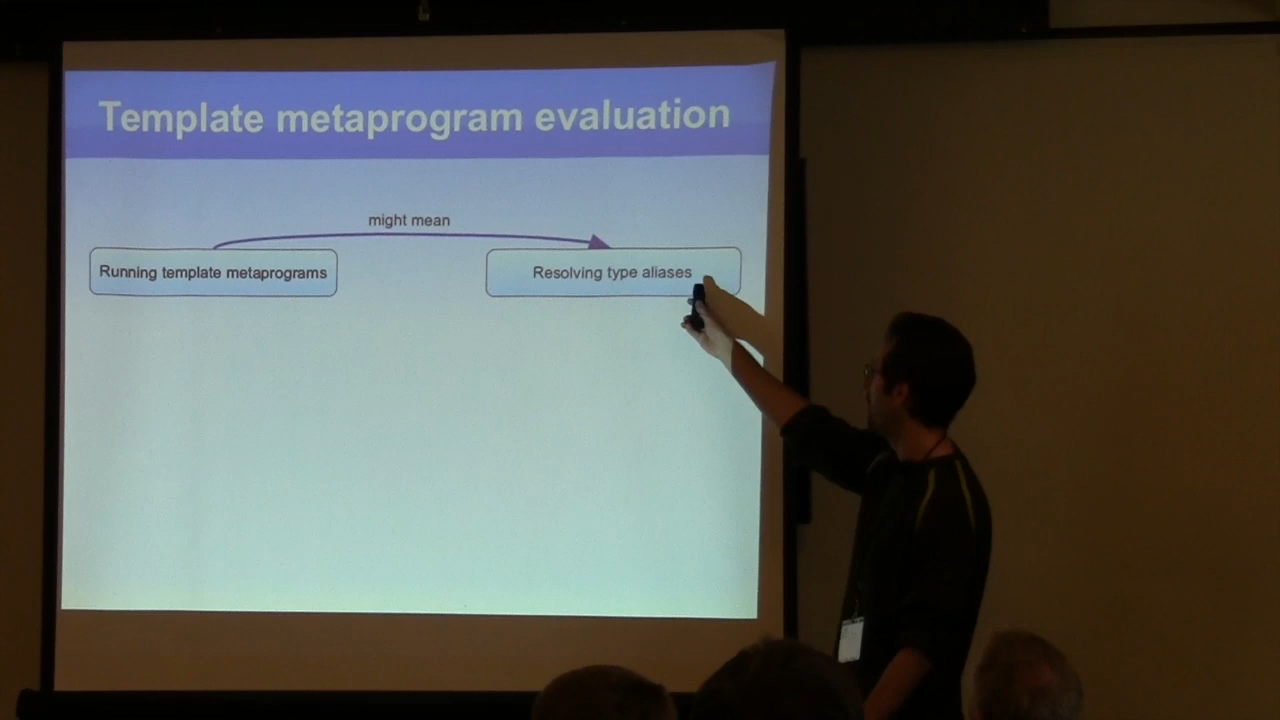 Template metaprogram evaluation
might mean
Running template metaprograms
Resolving type aliases